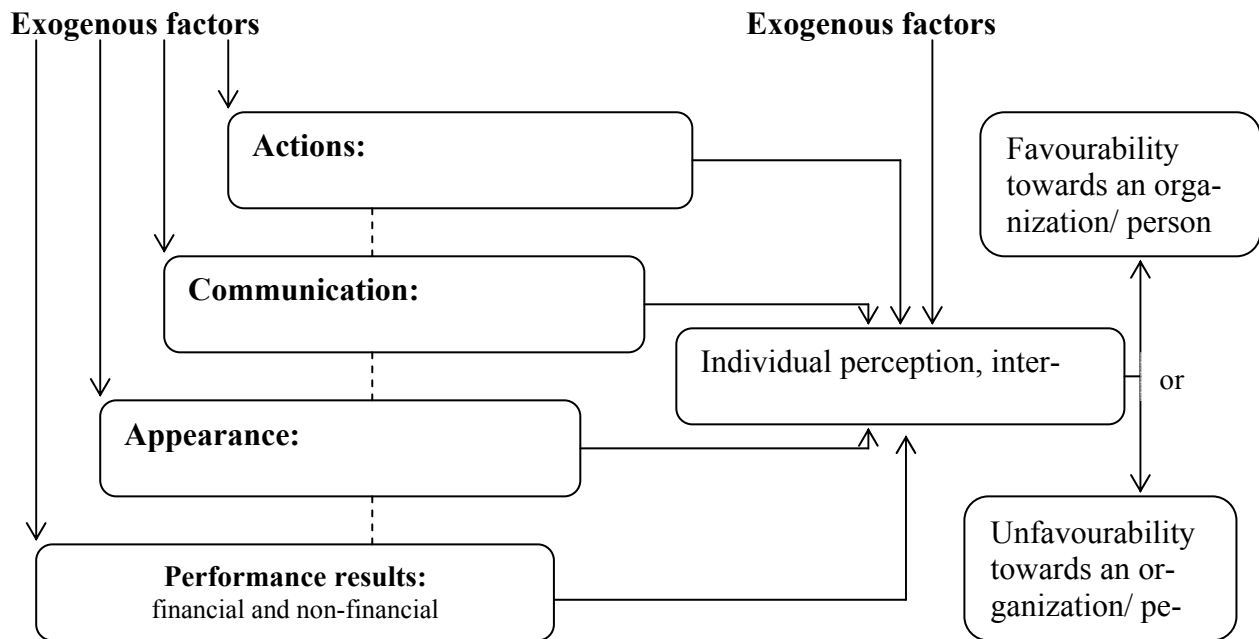 Exogenous factors
Exogenous factors
Actions:
Communication:
Appearance:
Performance results:
financial and non-financial
Individual perception, inter-
Favourability
towards an orga-
nization/ person
or
Unfavourability
towards an or-
ganization/ pe-